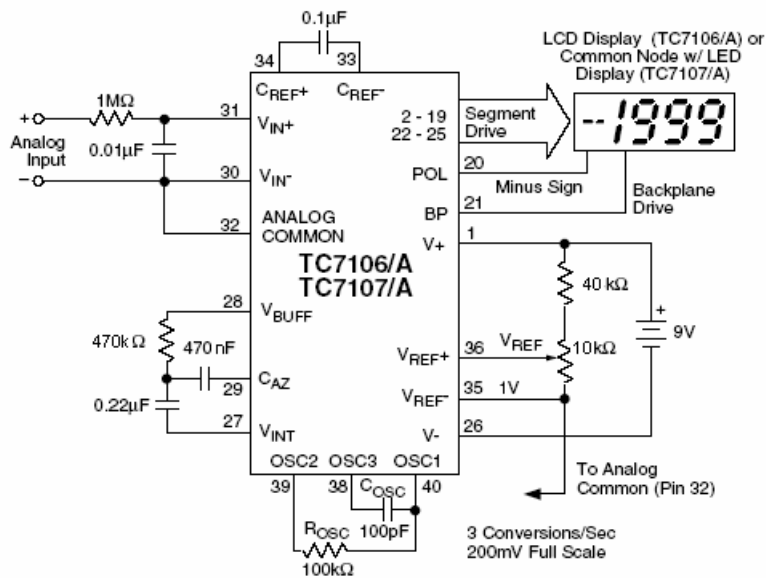 0.1µF
34
33
LCD Display (TC7106/A) or
Common Node w/ LED
Display (TC7107/A)
1MΩ
+
Analog
Input
–
0.01µF
31
30
32
CREF+
CREF-
VIN+
VIN-
ANALOG
COMMON
TC7106/A
TC7107/A
2 - 19
22 - 25
Segment
Drive
-1999
POL
20
Minus Sign
BP
21
Backplane
Drive
V+
1
40 kΩ
+
9V
10kΩ
VREF+
36
VREF
VREF-
35
1V
V-
26
To Analog
Common (Pin 32)
28
VBUFF
470kΩ
470 nF
29
CAZ
0.22µF
27
VINT
OSC2
OSC3
OSC1
39
38
40
COSC
100pF
ROSC
100kΩ
3 Conversions/Sec
200mV Full Scale